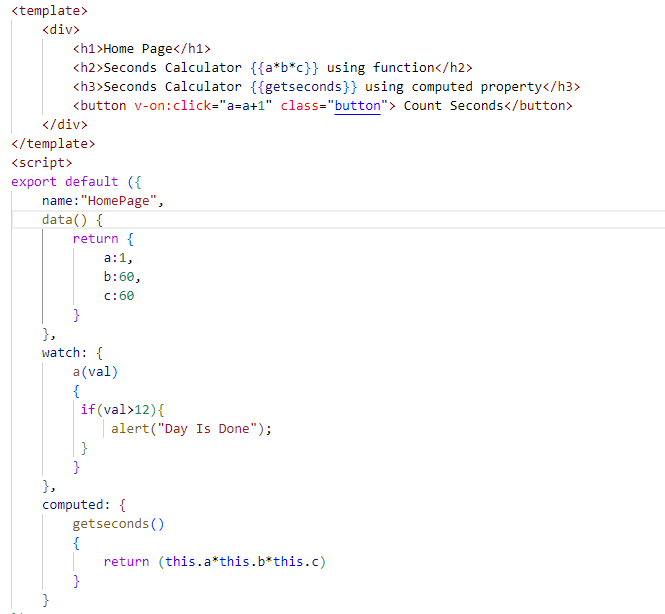 <template>
    <div>
        <h1>Home Page</h1>
        <h2>Seconds Calculator {{a*b*c}} using function</h2>
        <h3>Seconds Calculator {{getseconds}} using computed property</h3>
        <button v-on:click="a=a+1" class="button"> Count Seconds</button>
    </div>
</template>
<script>
export default ({
    name:"HomePage",
    data() {
        return {
            a:1,
            b:60,
            c:60
        }
    },
    watch: {
        a(val)
        {
         if(val>12){
             alert("Day Is Done");
         }
        }
    },
    computed: {
        getseconds()
        {
            return (this.a*this.b*this.c)
        }
    }